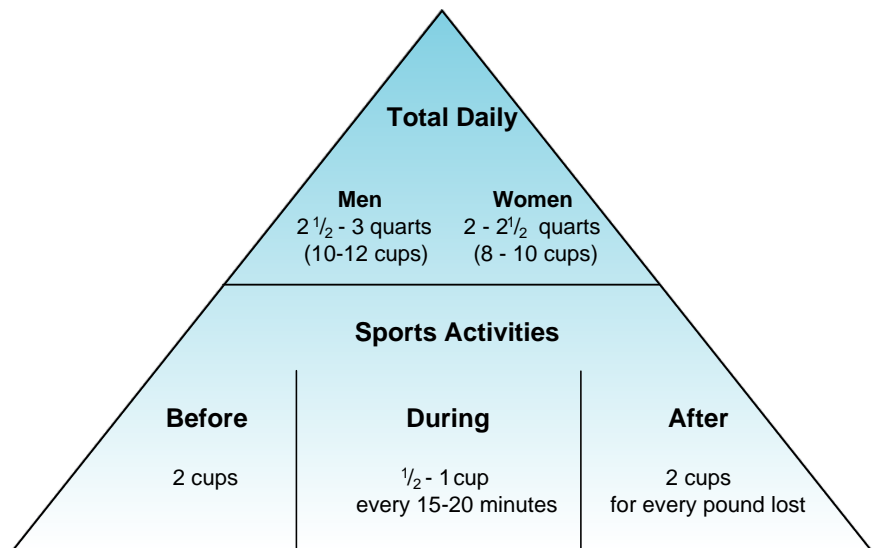 Total Daily
Men
2 1/2 - 3 quarts
(10-12 cups)
Women
2 - 2 1/2 quarts
(8 - 10 cups)
Sports Activities
Before
2 cups
During
1/2 - 1 cup
every 15-20 minutes
After
2 cups
for every pound lost